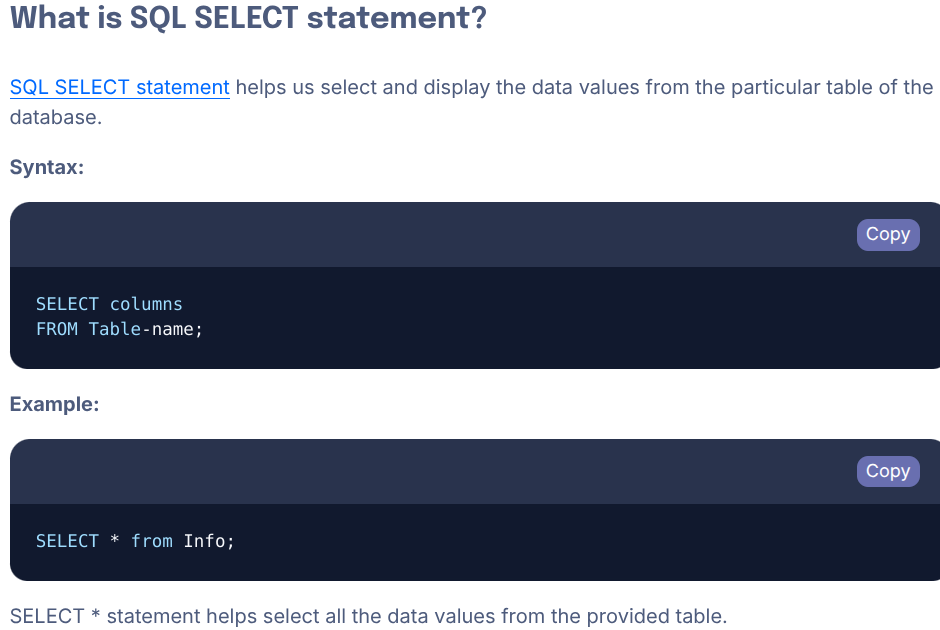 What is SQL SELECT statement?
SQL SELECT statement helps us select and display the data values from the particular table of the
database.
Syntax:
Copy
SELECT columns
FROM Table-name;
Example:
Copy
SELECT * from Info;
SELECT * statement helps select all the data values from the provided table.